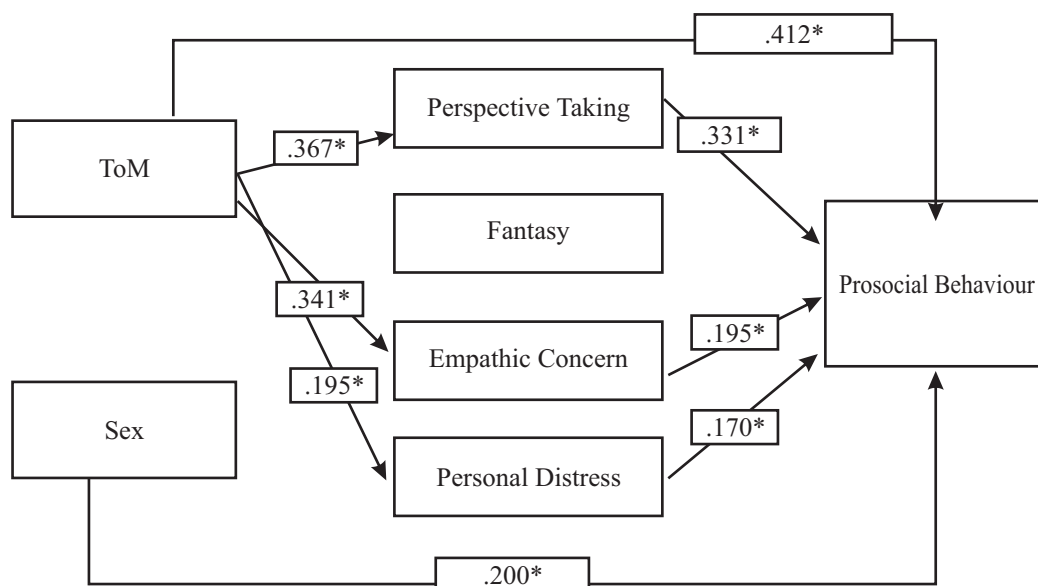 .412*
Perspective Taking
.367*
.331*
ToM
Fantasy
Prosocial Behaviour
.341*
Empathic Concern
.195*
.195*
Sex
.170*
Personal Distress
.200*